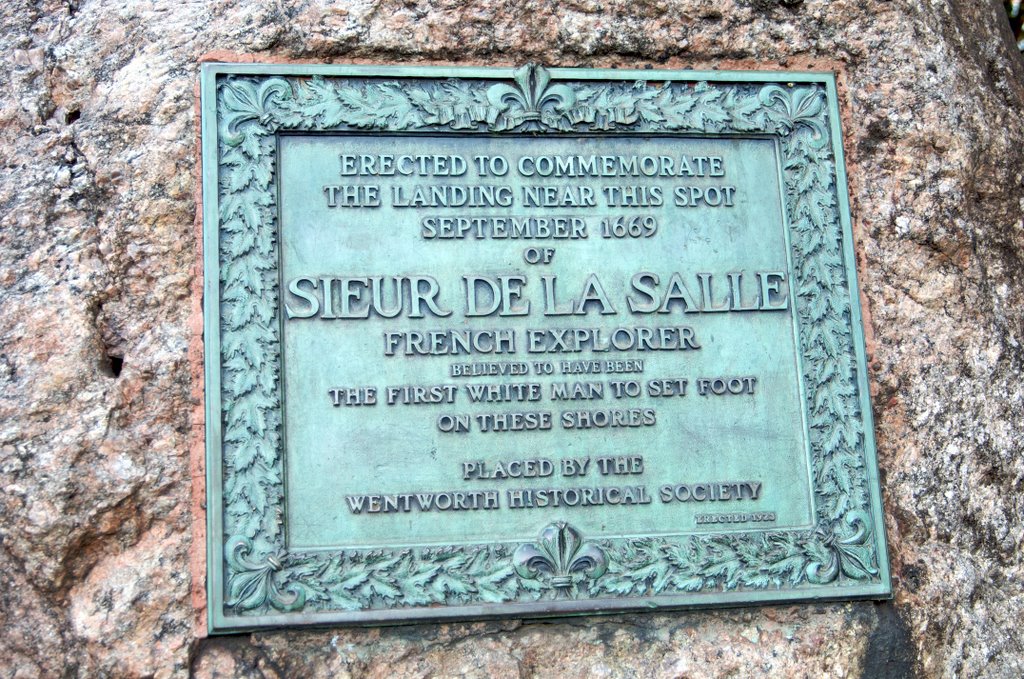 ERECTED TO COMMEMORATE
THE LANDING NEAR THIS SPOT
SEPTEMBER 1669
OF
SIEUR DE LA SALLE
FRENCH EXPLORER
BELIEVED TO HAVE BEEN
THE FIRST WHITE MAN TO SET FOOT
ON THESE SHORES
PLACED BY THE
WENTWORTH HISTORICAL SOCIETY
ERECTED